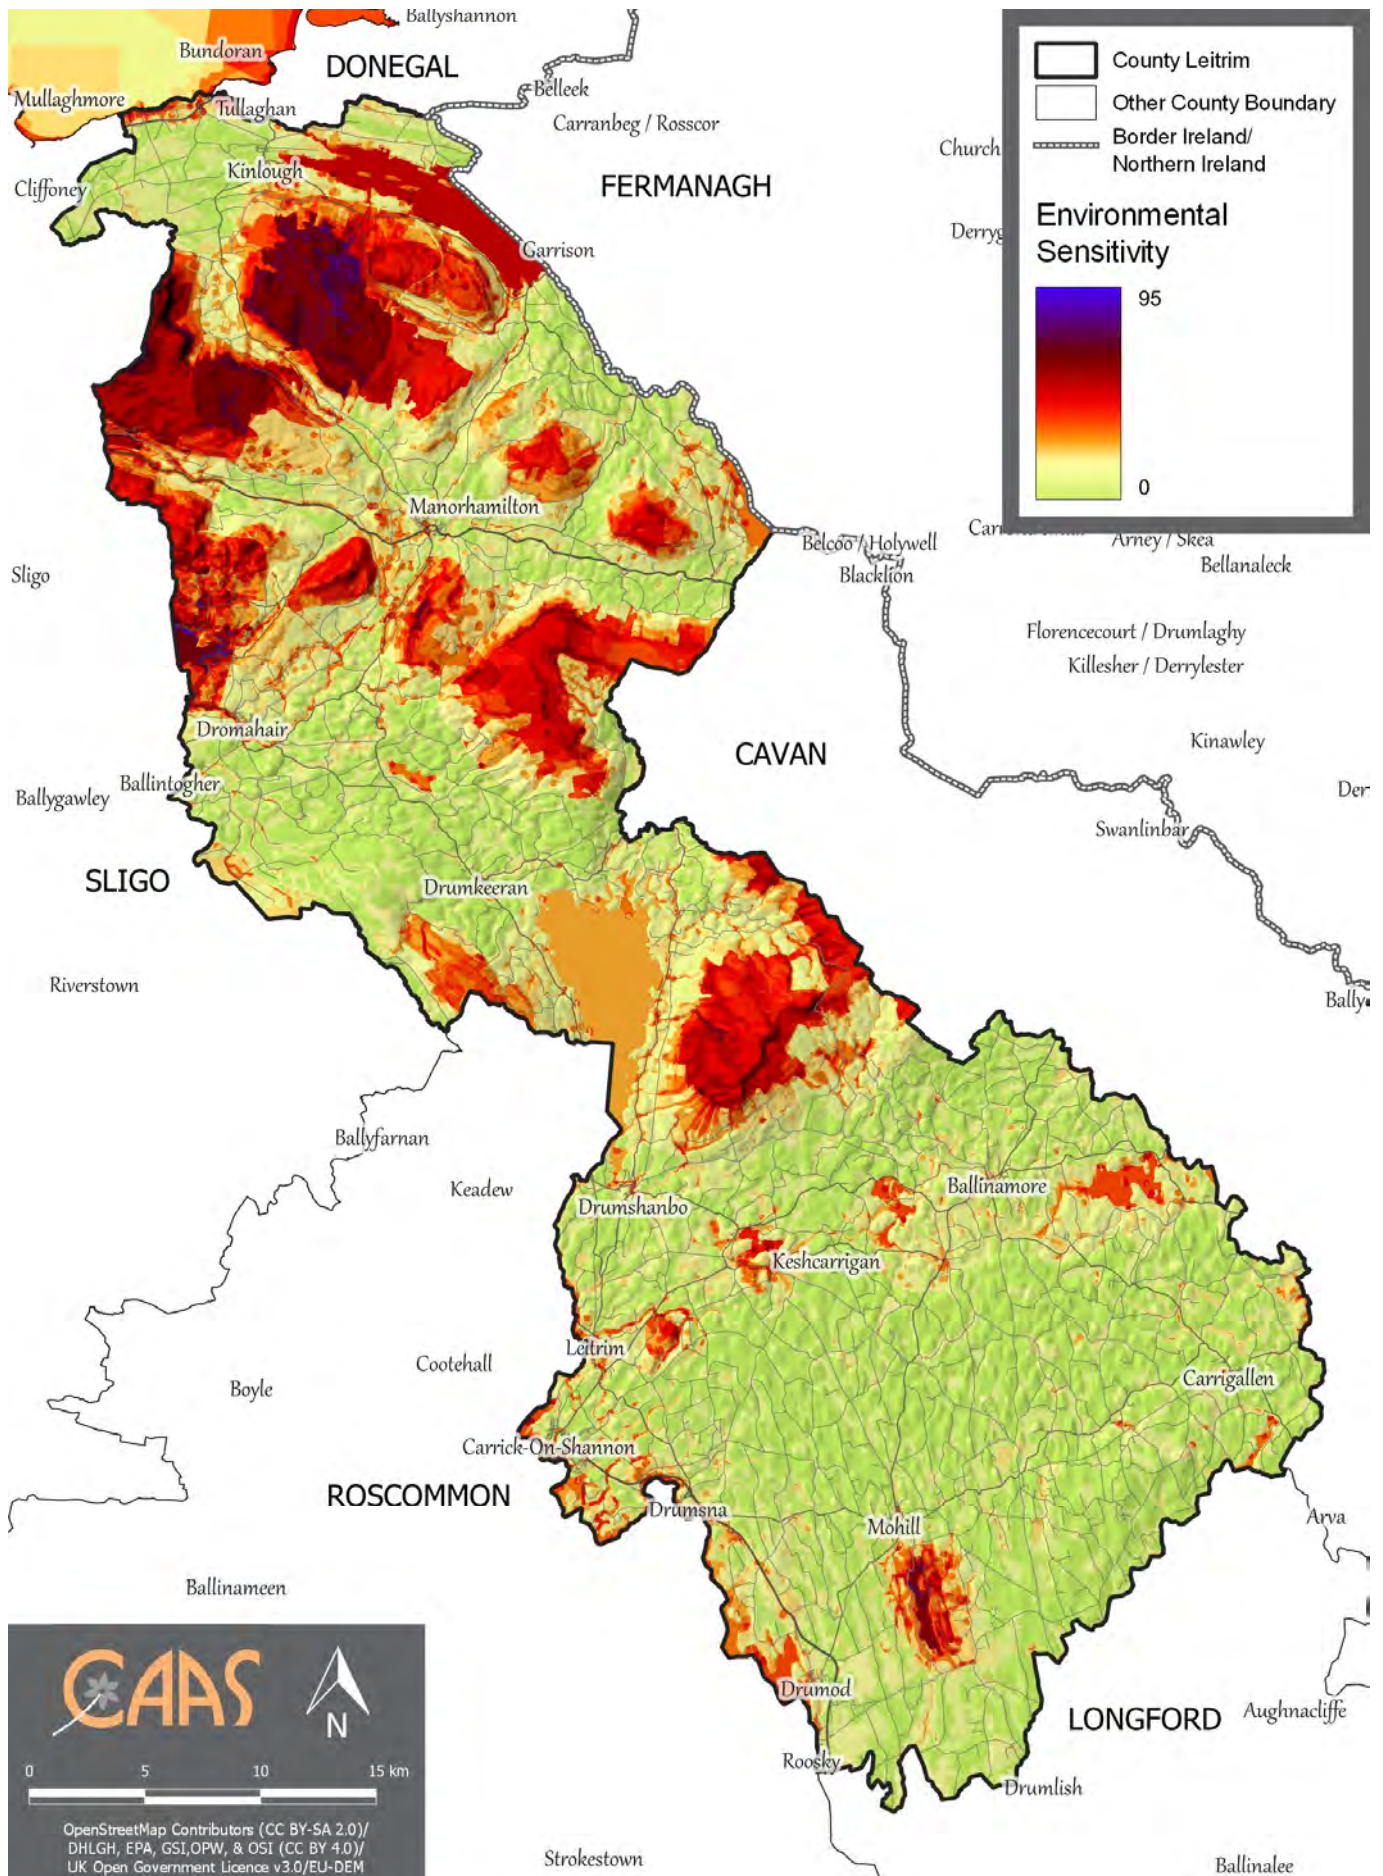 Ballyshannon
Bundoran
DONEGAL
Mullaghmore
Tullaghan
Belleek
Carranbeg / Rosscor
Church
Kinlough
FERMANAGH
Cliffoney
Derryg
Garrison
County Leitrim
Other County Boundary
Border Ireland/
Northern Ireland
Environmental
Sensitivity
95
0
Manorhamilton
Belcoo / Holywell
Arney / Skea
Blacklion
Bellanaleck
Sligo
Florencecourt / Drumlaghy
Killesher / Derrylester
Dromahair
CAVAN
Kinawley
Ballintogher
Ballygawley
Der
Swanlinbar
SLIGO
Drumkeeran
Riverstown
Bally
Ballyfarnan
Keadew
Ballinamore
Drumshanbo
Keshcarrigan
Leitrim
Cootehall
Boyle
Carrigallen
Carrick-On-Shannon
ROSCOMMON
Drumsna
Mohill
Arva
Ballinameen
Drumod
LONGFORD
Aughnacliffe
Roosky
Drumlish
Strokestown
Ballinalee
CAAS
N
0 5 10 15 km
OpenStreetMap Contributors (CC BY-SA 2.0)/
DHLGH, EPA, GSI,OPW, & OSI (CC BY 4.0)/
UK Open Government Licence v3.0/EU-DEM